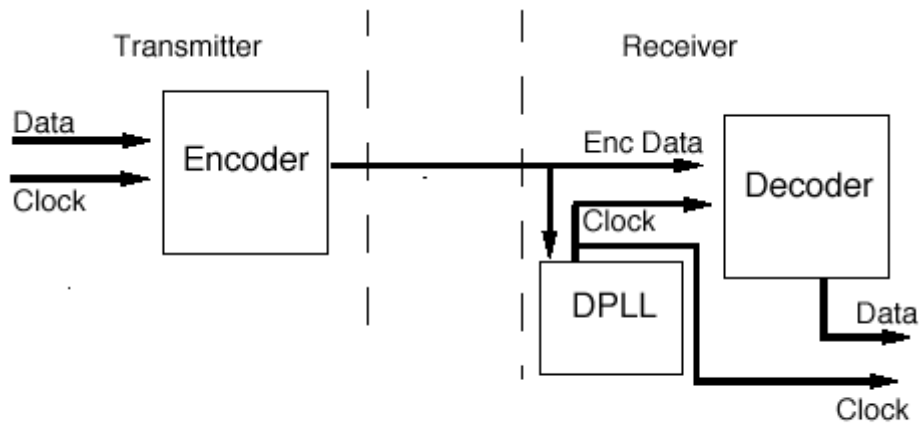 Transmitter
Receiver
Data
Clock
Encoder
Enc Data
Clock
Decoder
DPLL
Data
Clock